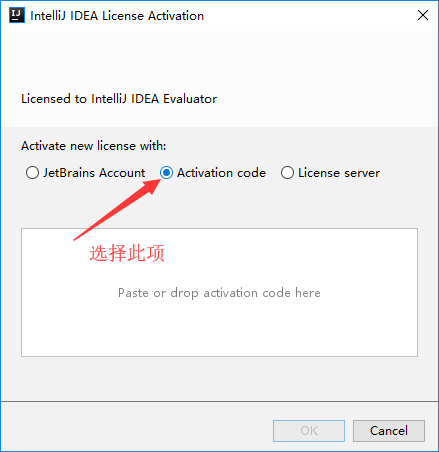 IntelliJ IDEA License Activation
Licensed to IntelliJ IDEA Evaluator
Activate new license with:
JetBrains Account Activation code License server
选择此项
Paste or drop activation code here
OK Cancel